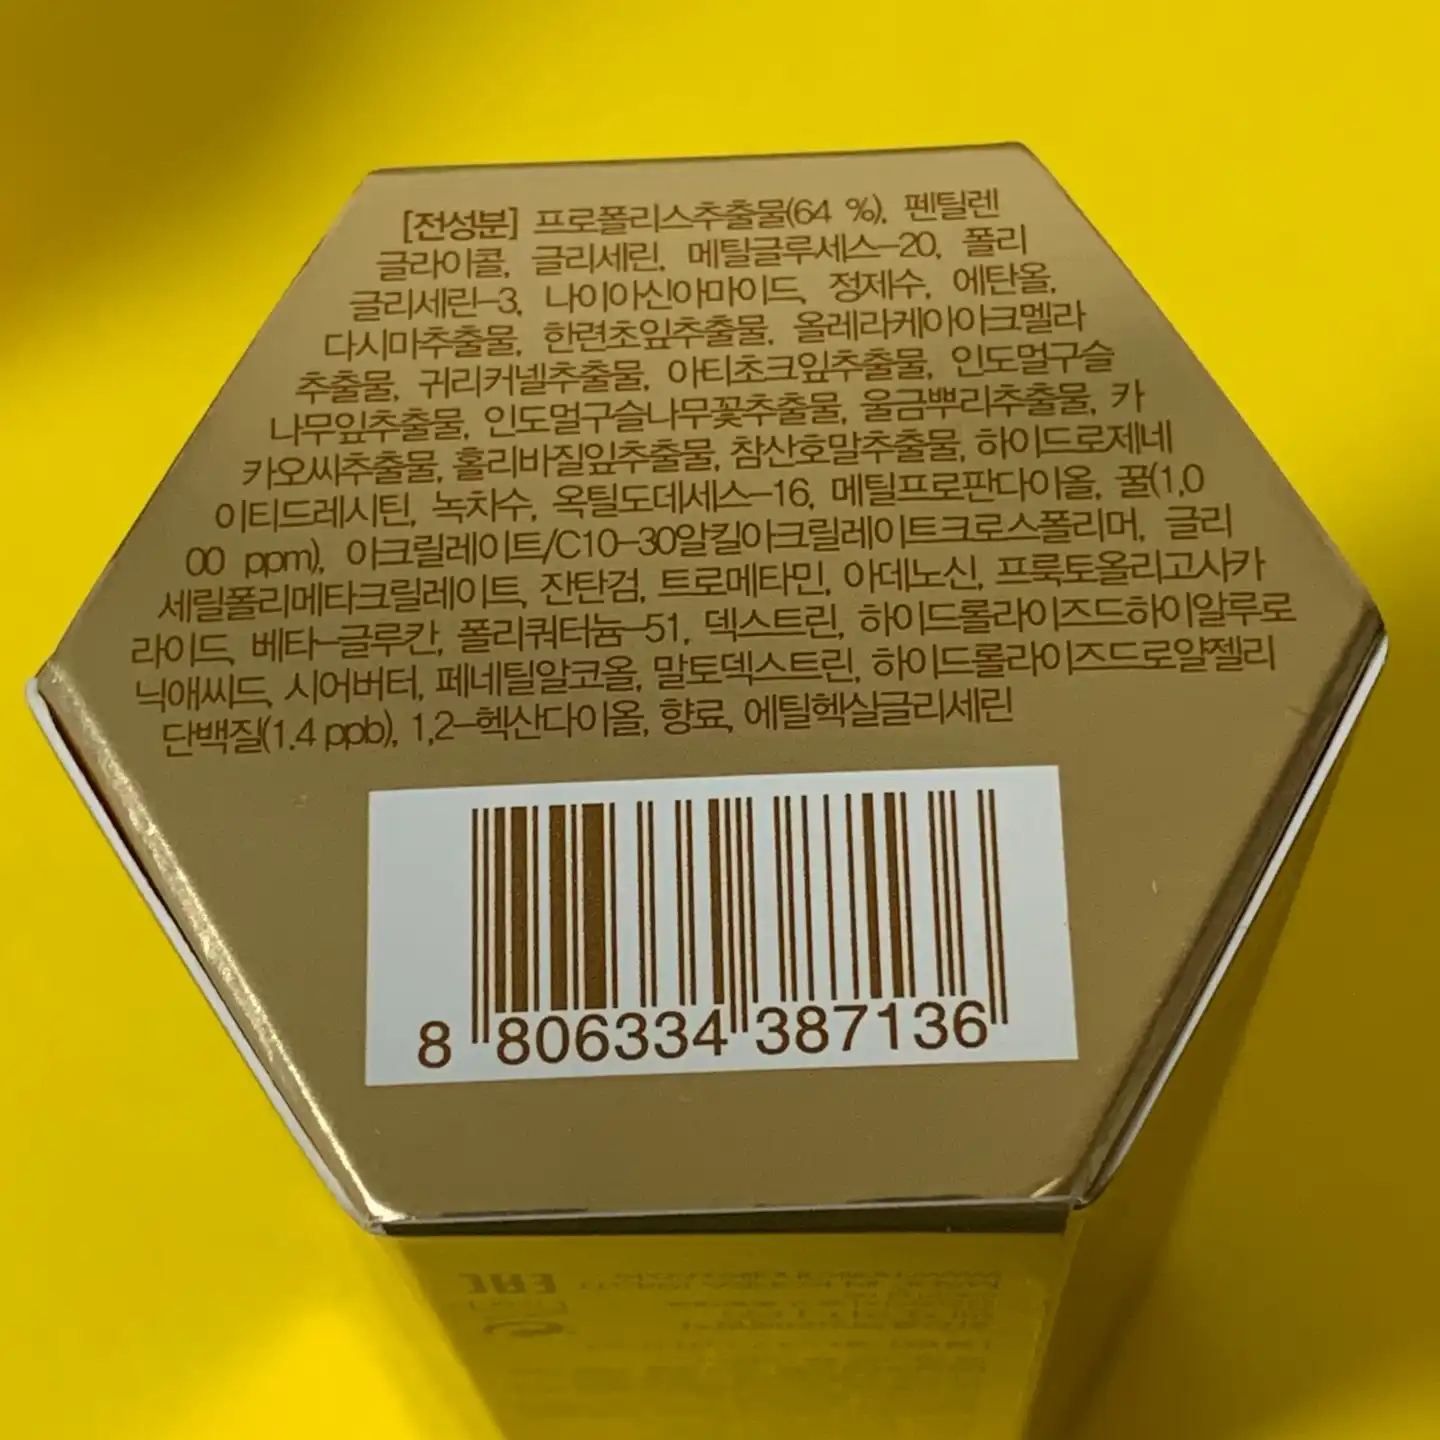 [전성분] 프로폴리스추출물(64 %), 펜틸렌
글라이콜, 글리세린, 메틸글루세스-20, 폴리
글리세린-3, 나이아신아마이드, 정제수, 에탄올,
다시마추출물, 한련초잎추출물, 올레라케아아크멜라
추출물, 귀리커넬추출물, 아티초크잎추출물, 인도멀구슬
나무잎추출물, 인도멀구슬나무꽃추출물, 울금뿌리추출물, 카
카오씨추출물, 홀리바질잎추출물, 참산호말추출물, 하이드로제네
이티드레시틴, 녹차수, 옥틸도데세스-16, 메틸프로판다이올, 꿀(1,0
00 ppm), 아크릴레이트/C10-30알킬아크릴레이트크로스폴리머, 글리
세릴폴리메타크릴레이트, 잔탄검, 트로메타민, 아데노신, 프룩토올리고사카
라이드, 베타-글루칸, 폴리쿼터늄-51, 덱스트린, 하이드롤라이즈드하이알루로
닉애씨드, 시어버터, 페네틸알코올, 말토덱스트린, 하이드롤라이즈드로얄젤리
단백질(1.4 ppb), 1,2-헥산다이올, 향료, 에틸헥실글리세린
8 806334 387136